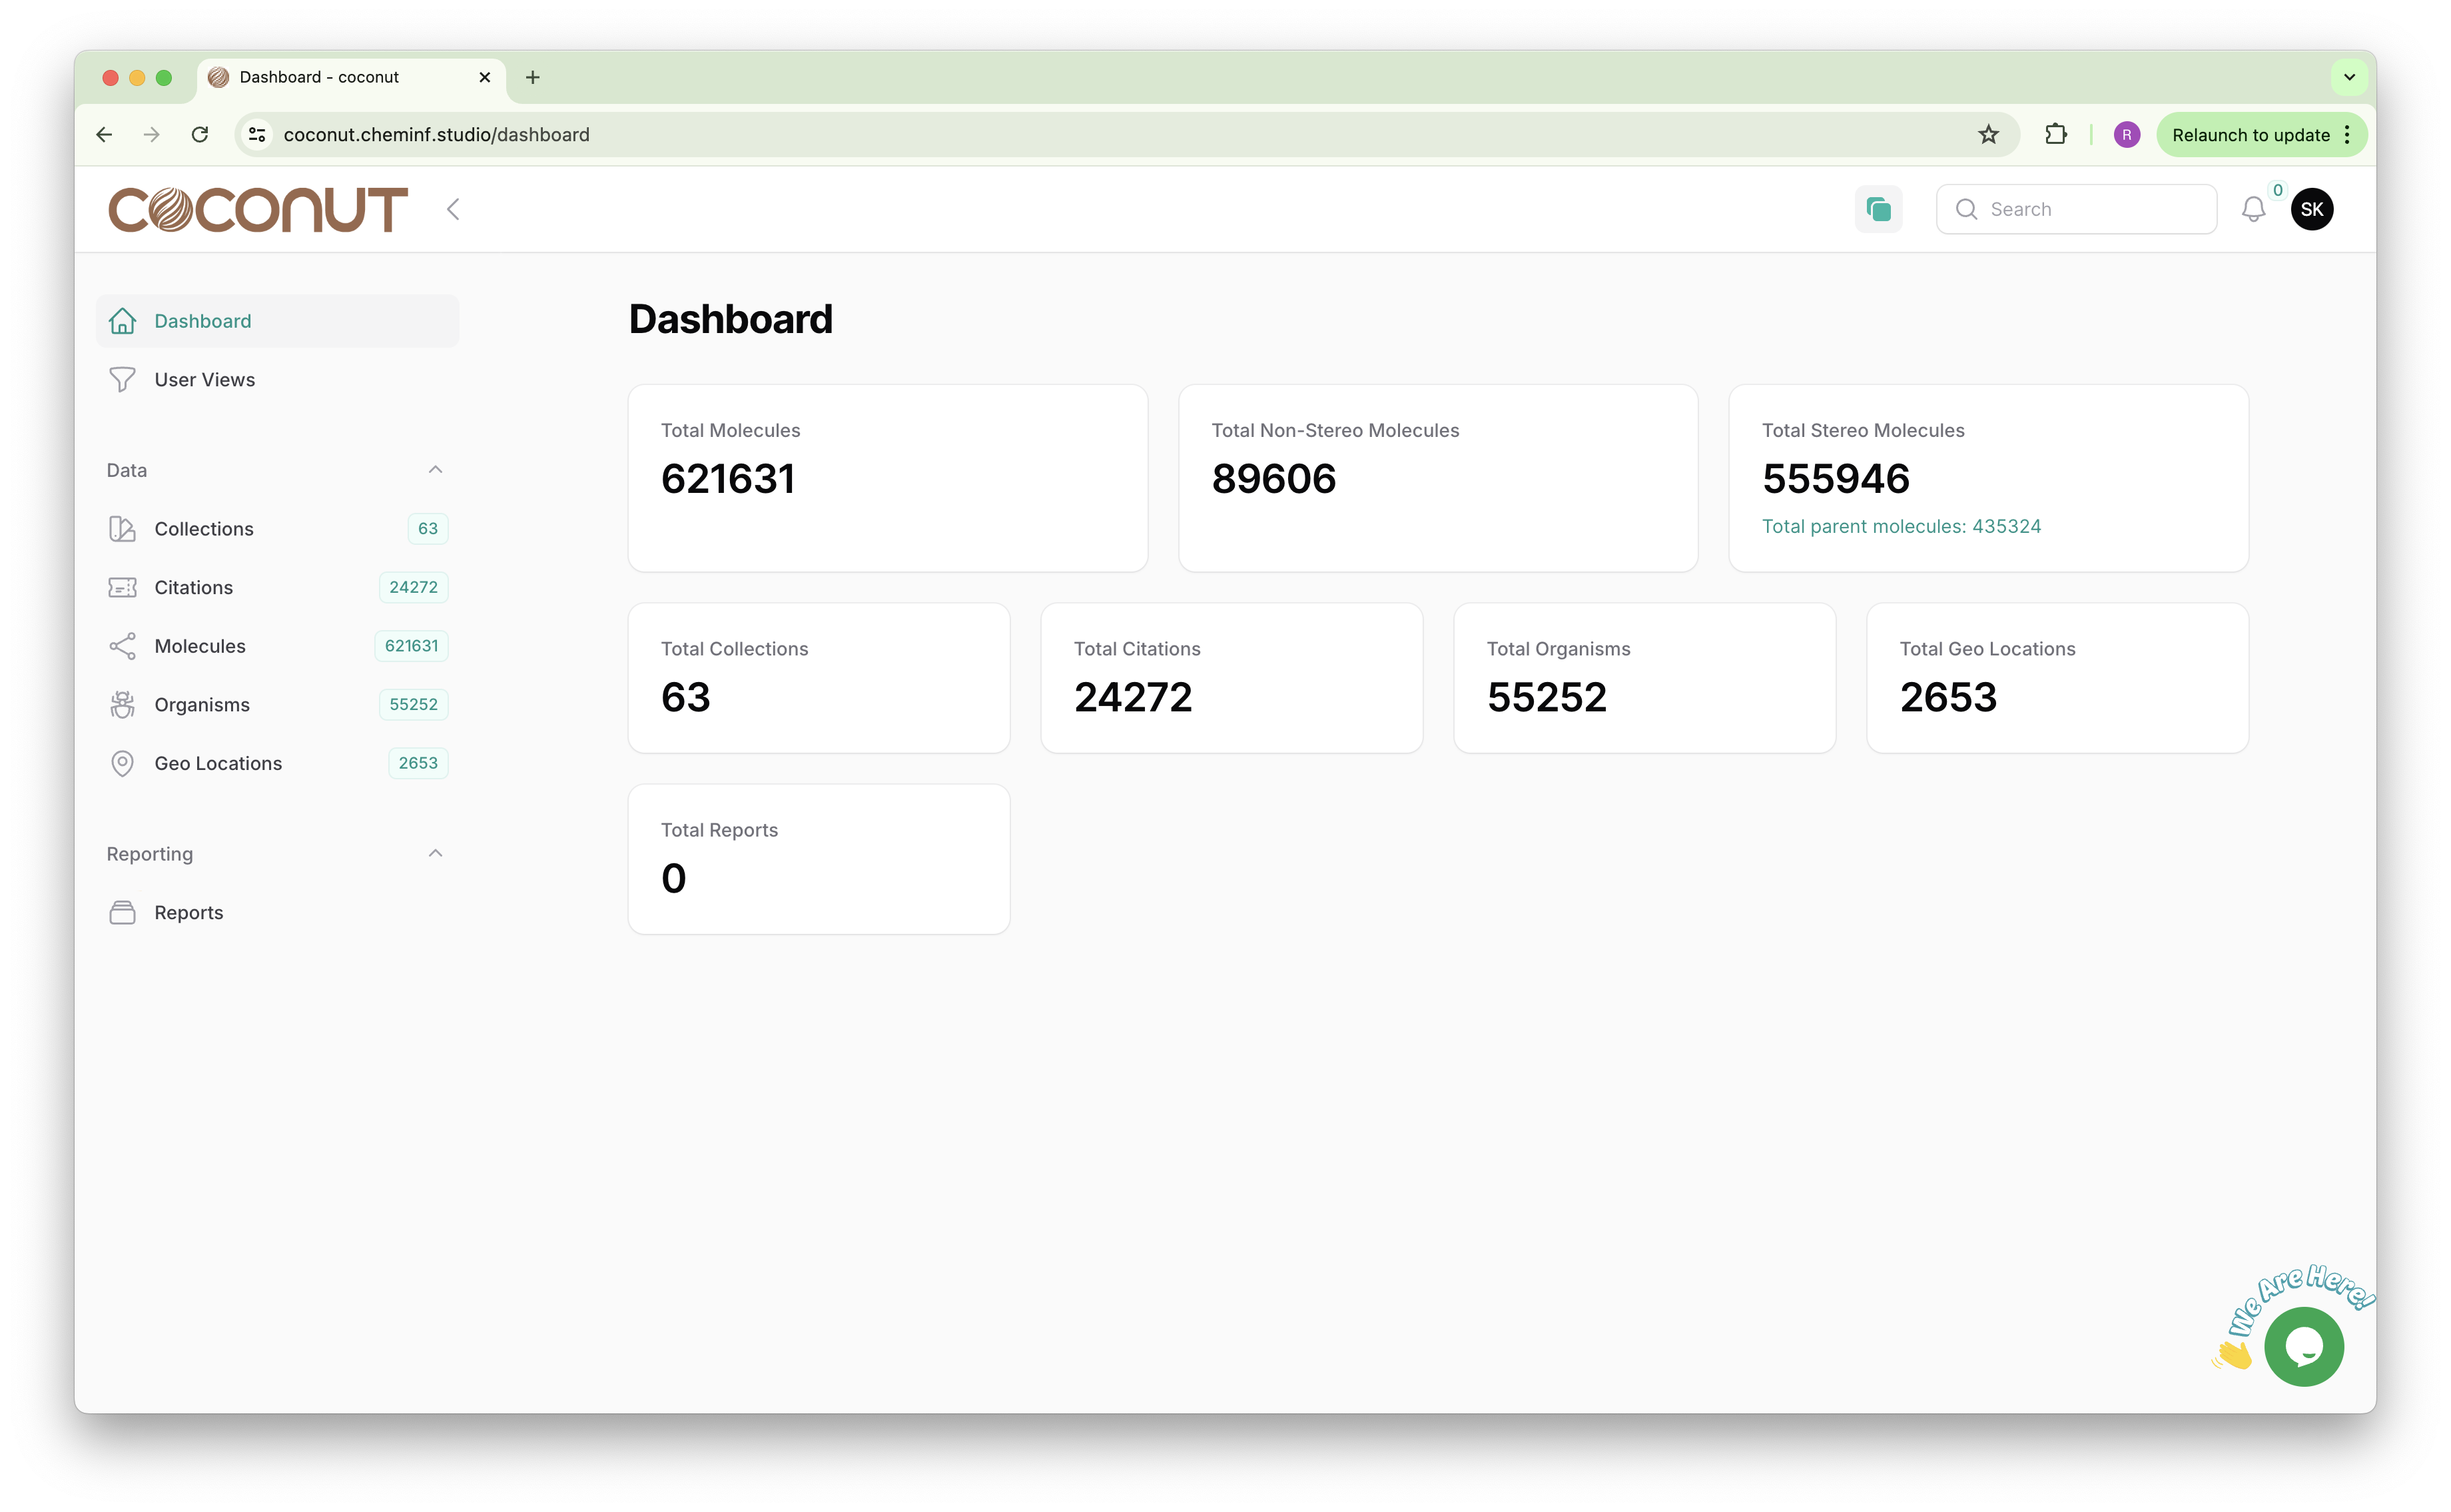 Dashboard - coconut
coconut.cheminf.studio/dashboard
R
Relaunch to update
COCONUT
Search
0
SK
Dashboard
User Views
Data
Collections 63
Citations 24272
Molecules 621631
Organisms 55252
Geo Locations 2653
Reporting
Reports
Dashboard
Total Molecules
621631
Total Non-Stereo Molecules
89606
Total Stereo Molecules
555946
Total parent molecules: 435324
Total Collections
63
Total Citations
24272
Total Organisms
55252
Total Geo Locations
2653
Total Reports
0
We Are Here!